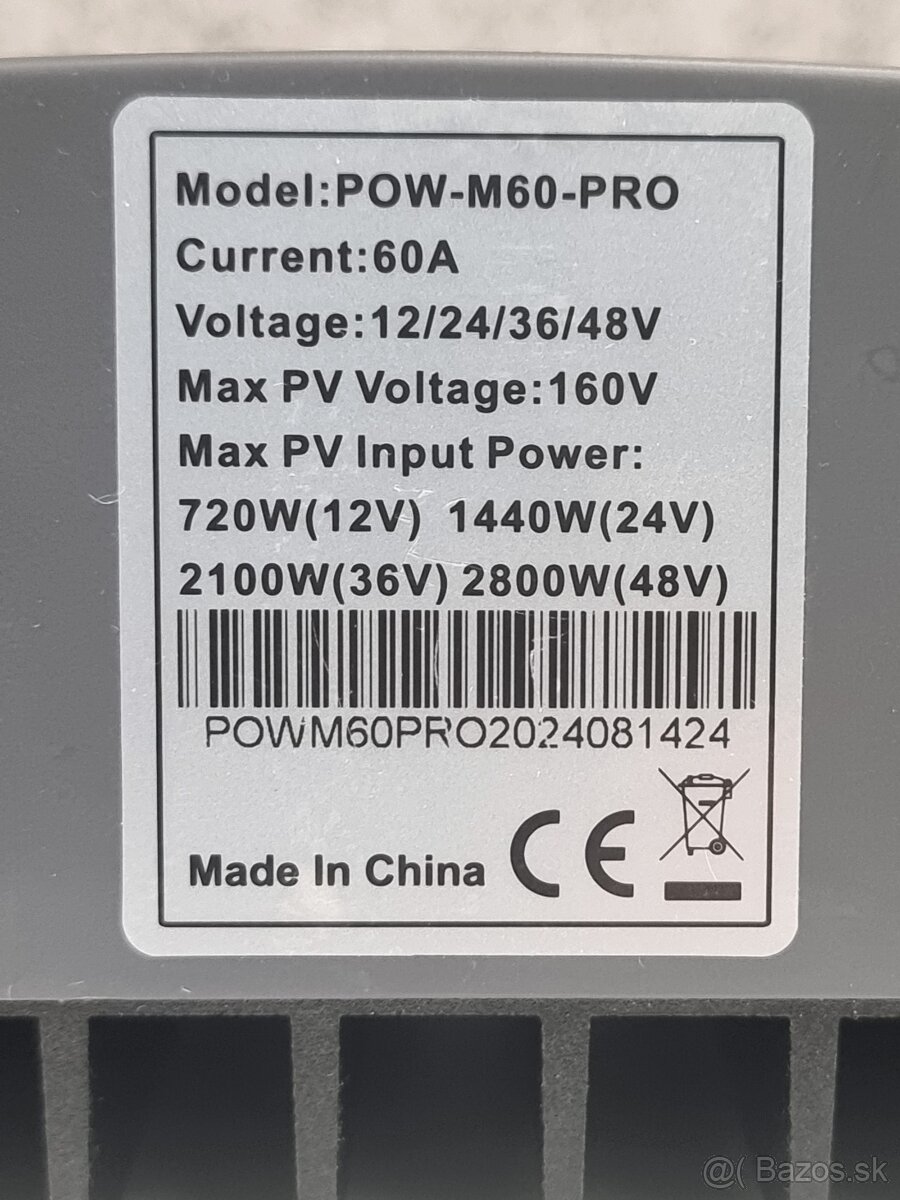 Model:POW-M60-PRO
Current:60A
Voltage:12/24/36/48V
Max PV Voltage:160V
Max PV Input Power:
720W(12V) 1440W(24V)
2100W(36V) 2800W(48V)
POWM60PRO2024081424
Made In China CE
@( Bazos.sk